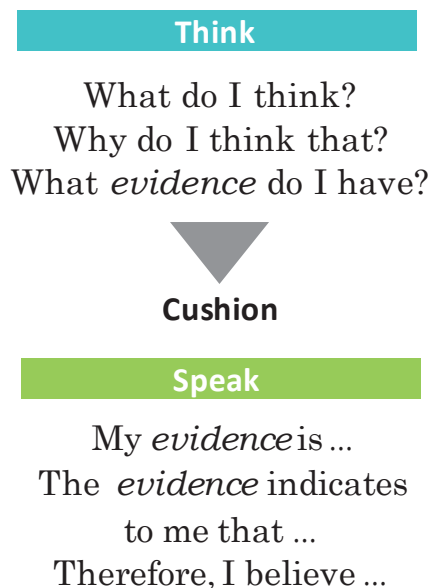 Think
What do I think?
Why do I think that?
What evidence do I have?
Cushion
Speak
My evidence is ...
The evidence indicates
to me that ...
Therefore, I believe ...